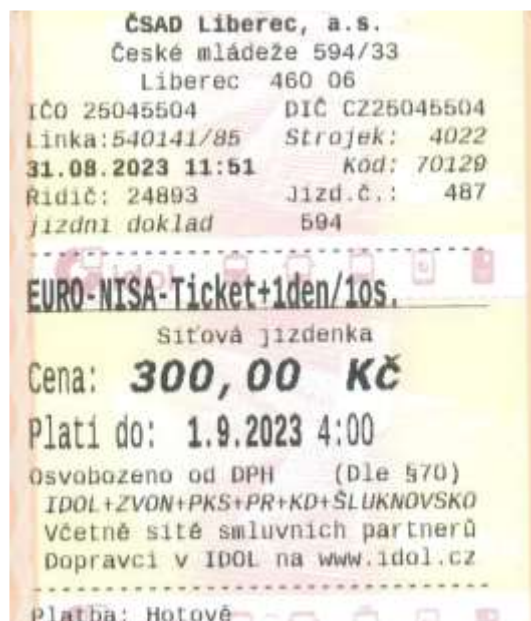 ČSAD Liberec, a.s.
České mládeže 594/33
Liberec 460 06
IČO 25045504 DIČ CZ25045504
Linka:540141/85 Strojek: 4022
31.08.2023 11:51 Kód: 70129
Řidič: 24893 Jízd.č.: 487
jízdní doklad 594
idol
EURO-NISA-Ticket+1den/1os.
Síťová jízdenka
Cena: 300,00 Kč
Platí do: 1.9.2023 4:00
Osvobozeno od DPH (Dle §70)
IDOL+ZVON+PKS+PR+KD+ŠLUKNOVSKO
Včetně sítě smluvních partnerů
Dopravci v IDOL na www.idol.cz
Platba: Hotově